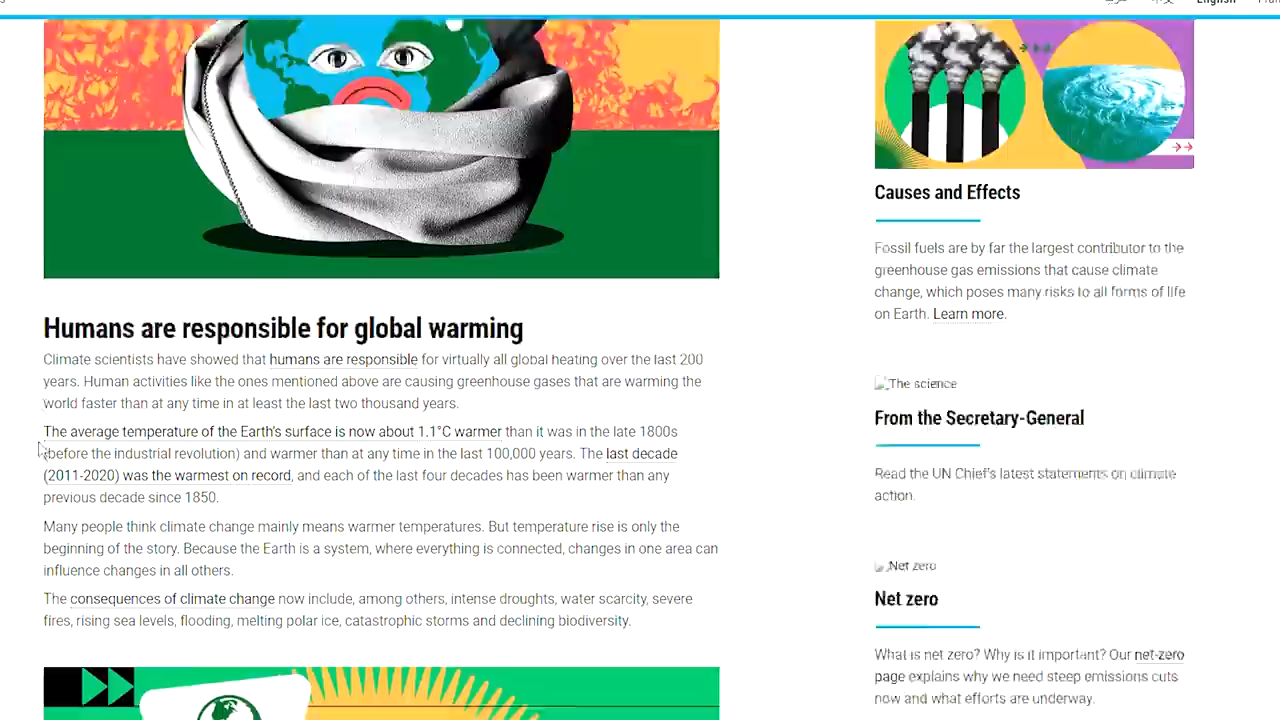 English
Humans are responsible for global warming
Climate scientists have showed that humans are responsible for virtually all global heating over the last 200
years. Human activities like the ones mentioned above are causing greenhouse gases that are warming the
world faster than at any time in at least the last two thousand years.
The average temperature of the Earth's surface is now about 1.1°C warmer than it was in the late 1800s
(before the industrial revolution) and warmer than at any time in the last 100,000 years. The last decade
(2011-2020) was the warmest on record, and each of the last four decades has been warmer than any
previous decade since 1850.
Many people think climate change mainly means warmer temperatures. But temperature rise is only the
beginning of the story. Because the Earth is a system, where everything is connected, changes in one area can
influence changes in all others.
The consequences of climate change now include, among others, intense droughts, water scarcity, severe
fires, rising sea levels, flooding, melting polar ice, catastrophic storms and declining biodiversity.
Causes and Effects
Fossil fuels are by far the largest contributor to the
greenhouse gas emissions that cause climate
change, which poses many risks to all forms of life
on Earth. Learn more.
The science
From the Secretary-General
Read the UN Chief's latest statements on climate
action.
Net zero
Net zero
What is net zero? Why is it important? Our net-zero
page explains why we need steep emissions cuts
now and what efforts are underway.